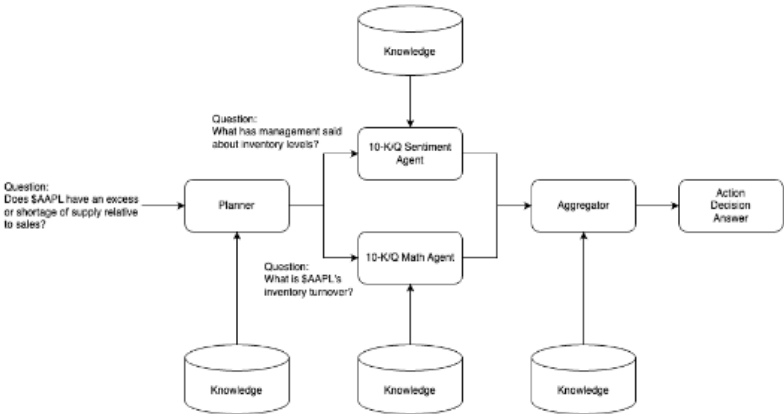 Knowledge
Question:
What has management said
about inventory levels?
10-K/Q Sentiment
Agent
Question:
Does $AAPL have an excess
or shortage of supply relative
to sales?
Planner
Aggregator
Action
Decision
Answer
10-K/Q Math Agent
Question:
What is $AAPL's
inventory turnover?
Knowledge
Knowledge
Knowledge